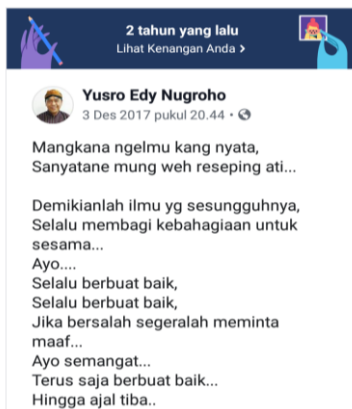 2 tahun yang lalu
Lihat Kenangan Anda >
Yusro Edy Nugroho
3 Des 2017 pukul 20.44 •
Mangkana ngelmu kang nyata,
Sanyatane mung weh reseping ati...
Demikianlah ilmu yg sesungguhnya,
Selalu membagi kebahagiaan untuk
sesama...
Ayo....
Selalu berbuat baik,
Selalu berbuat baik,
Jika bersalah segeralah meminta
maaf...
Ayo semangat...
Terus saja berbuat baik...
Hingga ajal tiba..